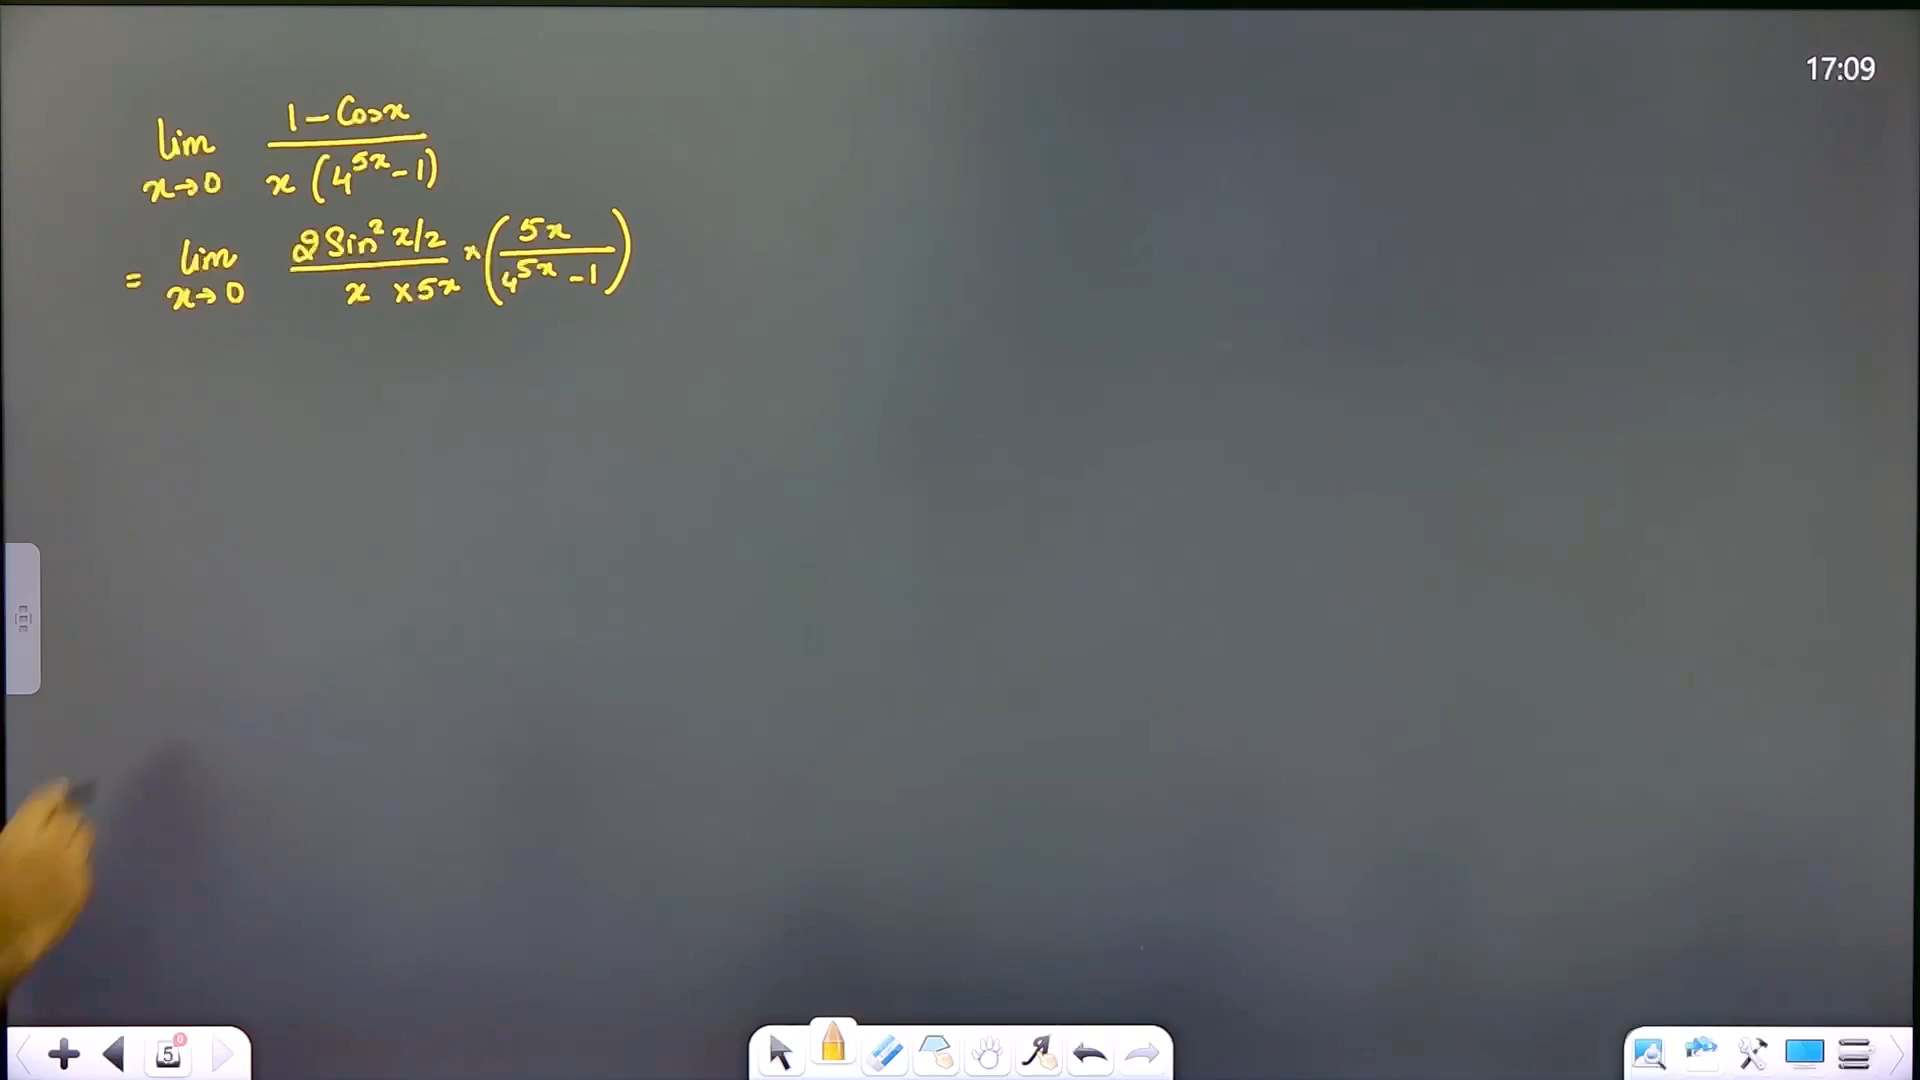 17:09
lim x→0 1 - Cosx / x (4^5x - 1)
= lim x→0 2 Sin² x/2 / x × 5x × (5x / 4^5x - 1)
5
0